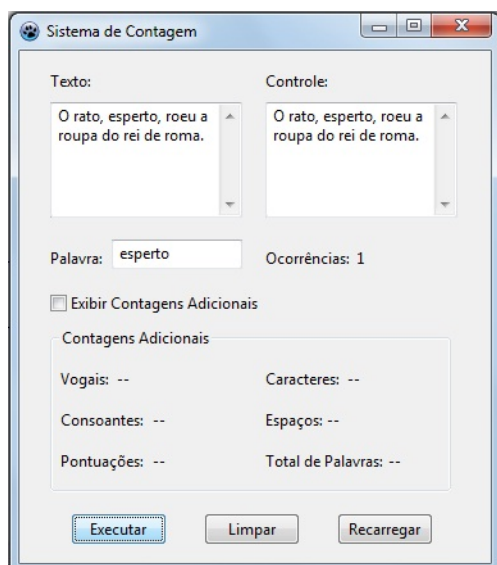 Sistema de Contagem
Texto: Controle:
O rato, esperto, roeu a O rato, esperto, roeu a
roupa do rei de roma. roupa do rei de roma.
Palavra: esperto Ocorrências: 1
Exibir Contagens Adicionais
Contagens Adicionais
Vogais: -- Caracteres: --
Consoantes: -- Espaços: --
Pontuações: -- Total de Palavras: --
Executar Limpar Recarregar